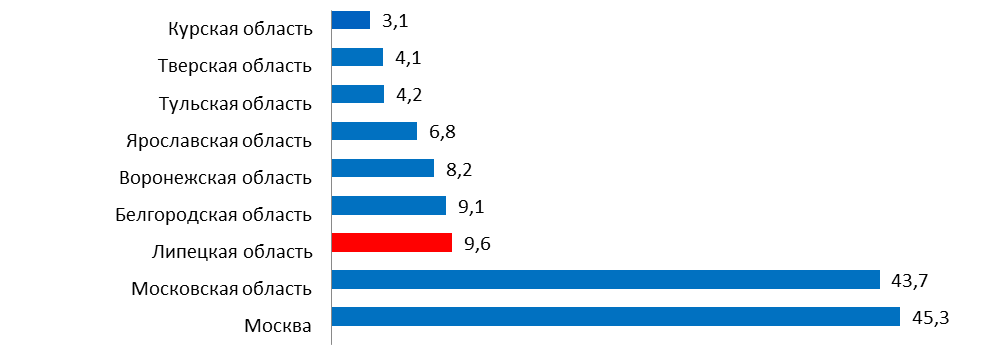 Курская область 3,1
Тверская область 4,1
Тульская область 4,2
Ярославская область 6,8
Воронежская область 8,2
Белгородская область 9,1
Липецкая область 9,6
Московская область 43,7
Москва 45,3